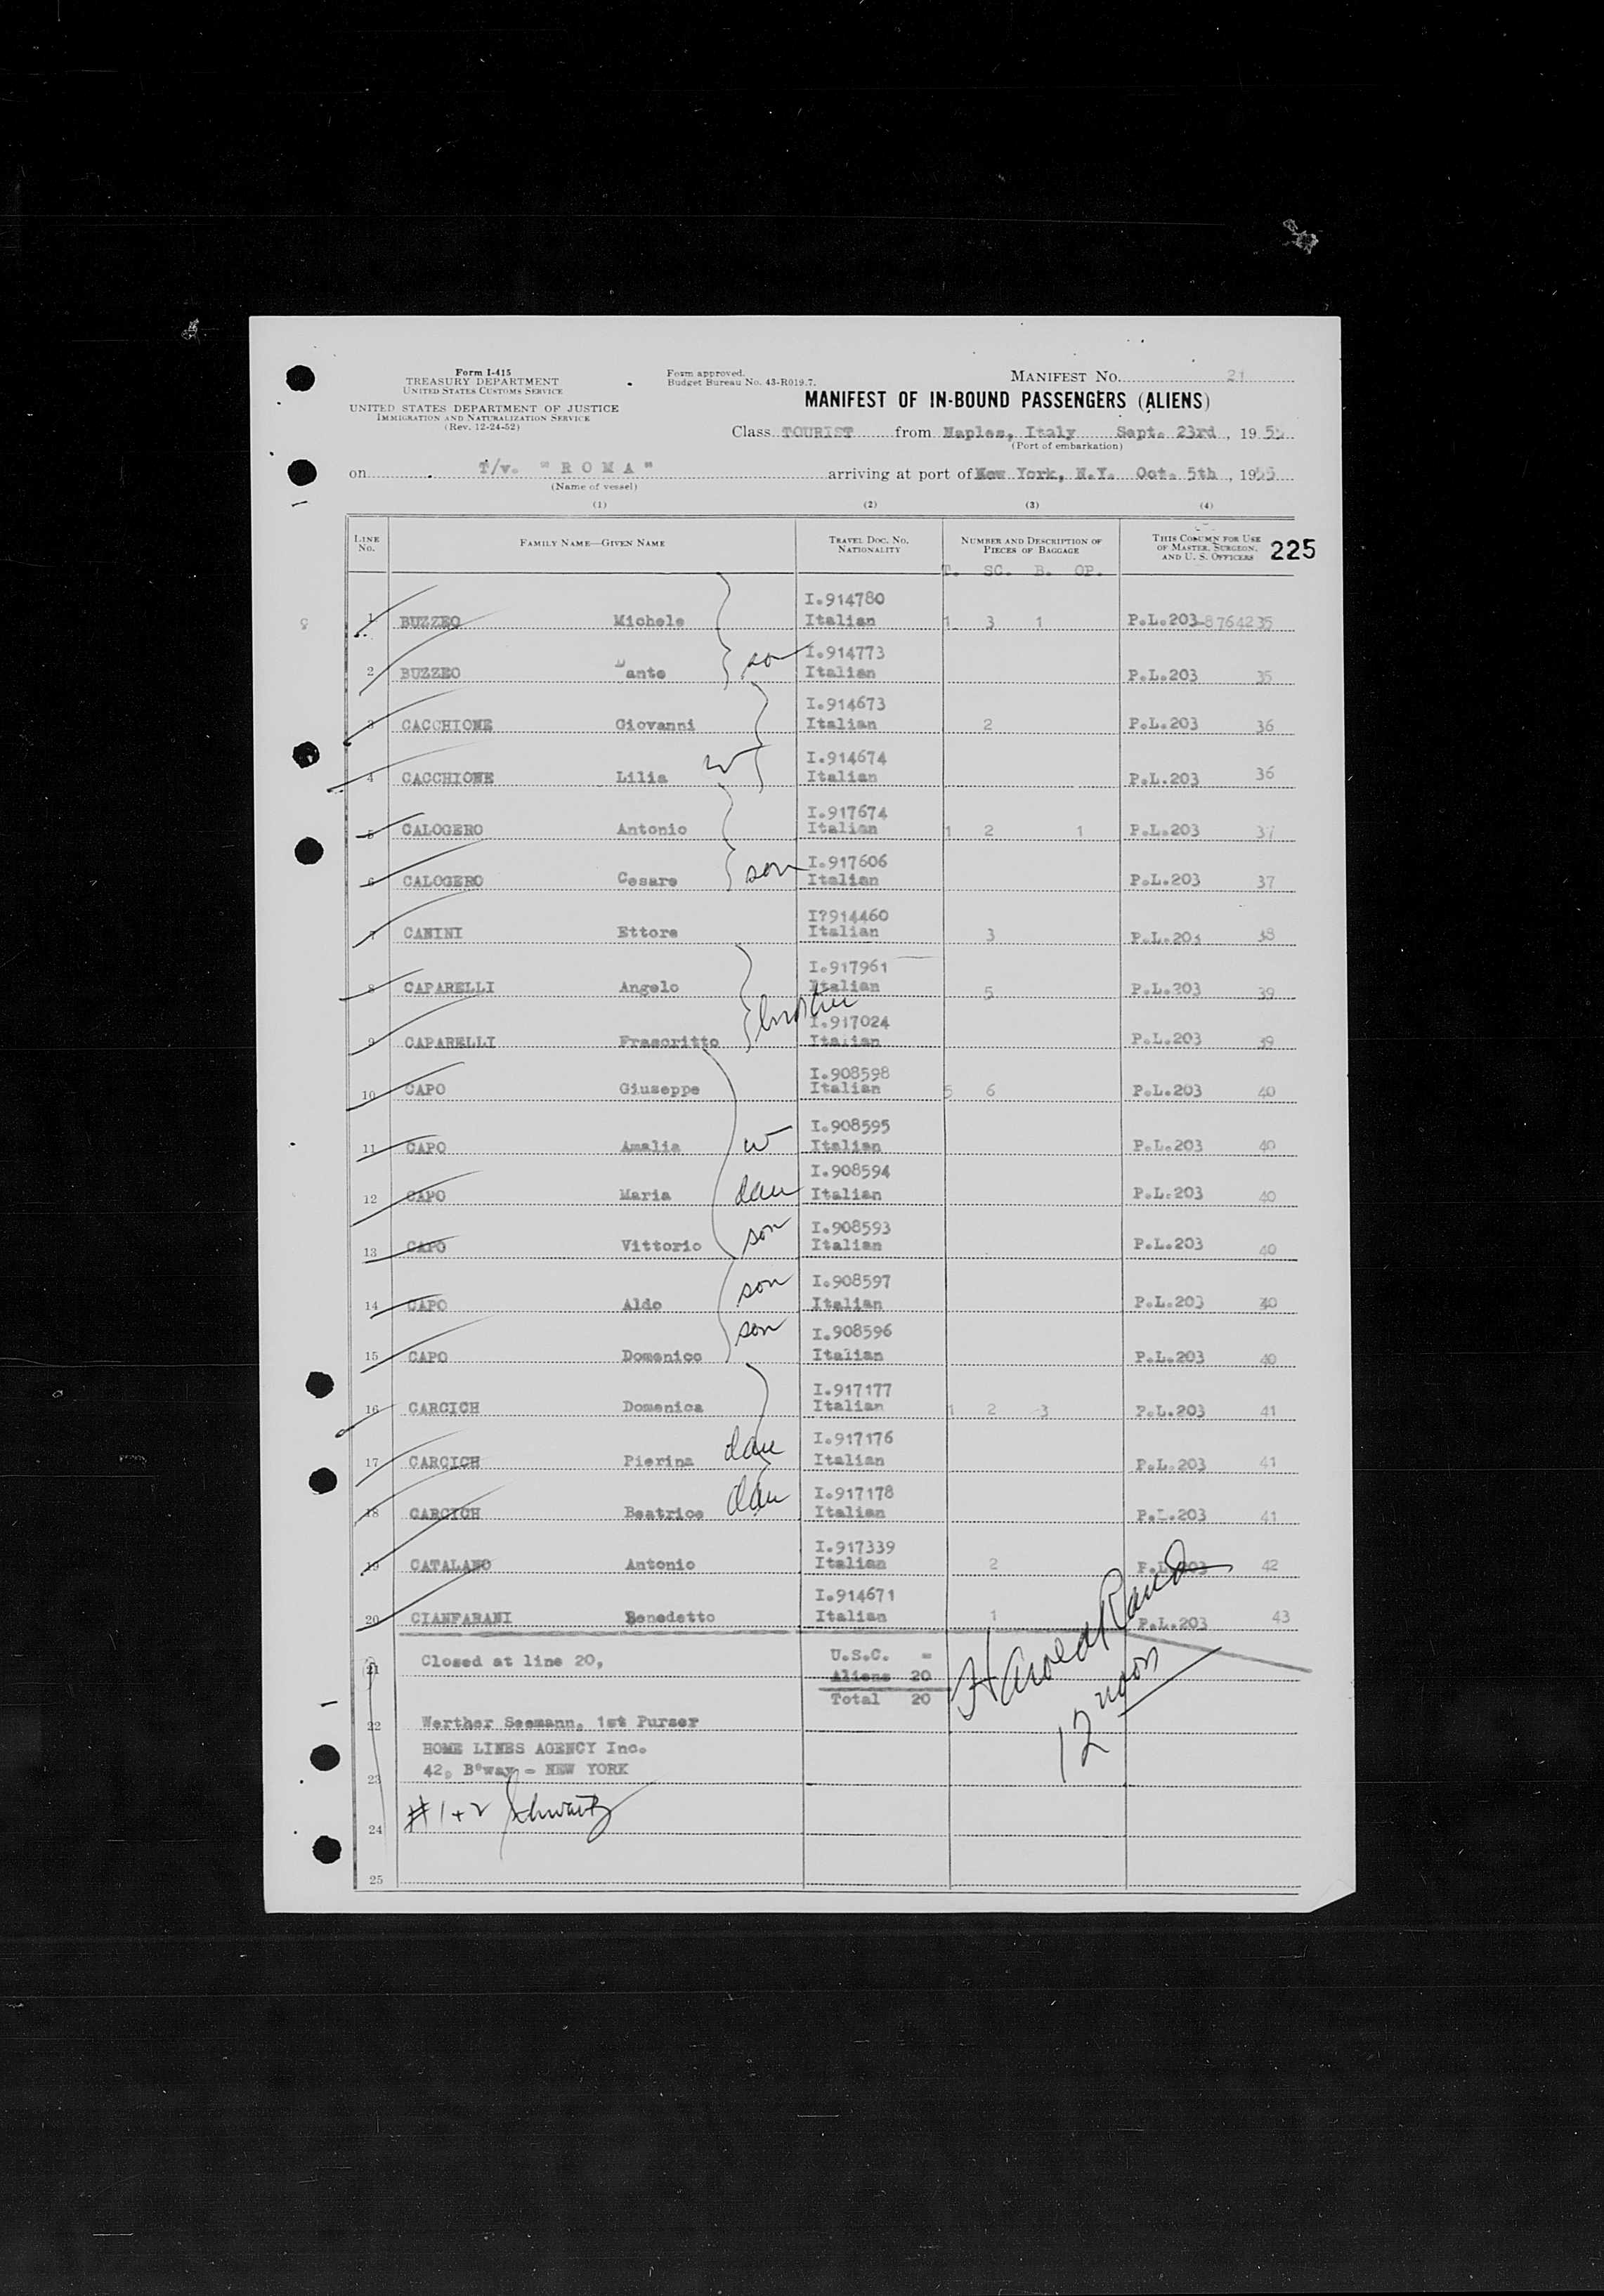 Form I-415
TREASURY DEPARTMENT
UNITED STATES CUSTOMS SERVICE
UNITED STATES DEPARTMENT OF JUSTICE
IMMIGRATION AND NATURALIZATION SERVICE
(Rev. 12-24-52)
Form approved.
Budget Bureau No. 43-R019.7.
MANIFEST NO. 21
MANIFEST OF IN-BOUND PASSENGERS (ALIENS)
Class TOURIST from Naples, Italy Sept. 23rd, 1955
(Port of embarkation)
on T/v. "R O M A" arriving at port of New York, N.Y. Oct. 5th, 1955
(Name of vessel)
(1) (2) (3) (4)
LINE NO. FAMILY NAME—GIVEN NAME TRAVEL DOC. NO. NATIONALITY NUMBER AND DESCRIPTION OF PIECES OF BAGGAGE THIS COLUMN FOR USE OF MASTER, SURGEON, AND U. S. OFFICERS 225
T. SC. B. OP.
I.914780
1 BUZZEO Michele Italian 1 3 1 P.L.203-8764235
I.914773
2 BUZZEO Dante son Italian P.L.203 35
I.914673
3 CACCHIONE Giovanni Italian 2 P.L.203 36
I.914674
4 CACCHIONE Lilia w Italian P.L.203 36
I.917674
5 CALOGERO Antonio Italian 1 2 1 P.L.203 37
I.917606
6 CALOGERO Cesare son Italian P.L.203 37
I?914460
7 CANINI Ettore Italian 3 P.L.203 38
I.917961
8 CAPARELLI Angelo Italian 5 P.L.203 39
brother I.917024
9 CAPARELLI Frascritto Italian P.L.203 39
I.908598
10 CAPO Giuseppe Italian 5 6 P.L.203 40
I.908595
11 CAPO Amalia w Italian P.L.203 40
I.908594
12 CAPO Maria dau Italian P.L.203 40
I.908593
13 CAPO Vittorio son Italian P.L.203 40
I.908597
14 CAPO Aldo son Italian P.L.203 40
I.908596
15 CAPO Domenico son Italian P.L.203 40
I.917177
16 CARCICH Domenica Italian 1 2 3 P.L.203 41
I.917176
17 CARCICH Pierina dau Italian P.L.203 41
I.917178
18 CARCICH Beatrice dau Italian P.L.203 41
I.917339
19 CATALANO Antonio Italian 2 P.L.203 42
I.914671
20 CIANFARANI Benedetto Italian 1 P.L.203 43
21 Closed at line 20, U.S.C. -
Aliens 20
Total 20
Harold
12 noon
22 Werther Seemann, 1st Purser
HOME LINES AGENCY Inc.
23 42, B'way - NEW YORK
24 #1+2 Schwartz
25